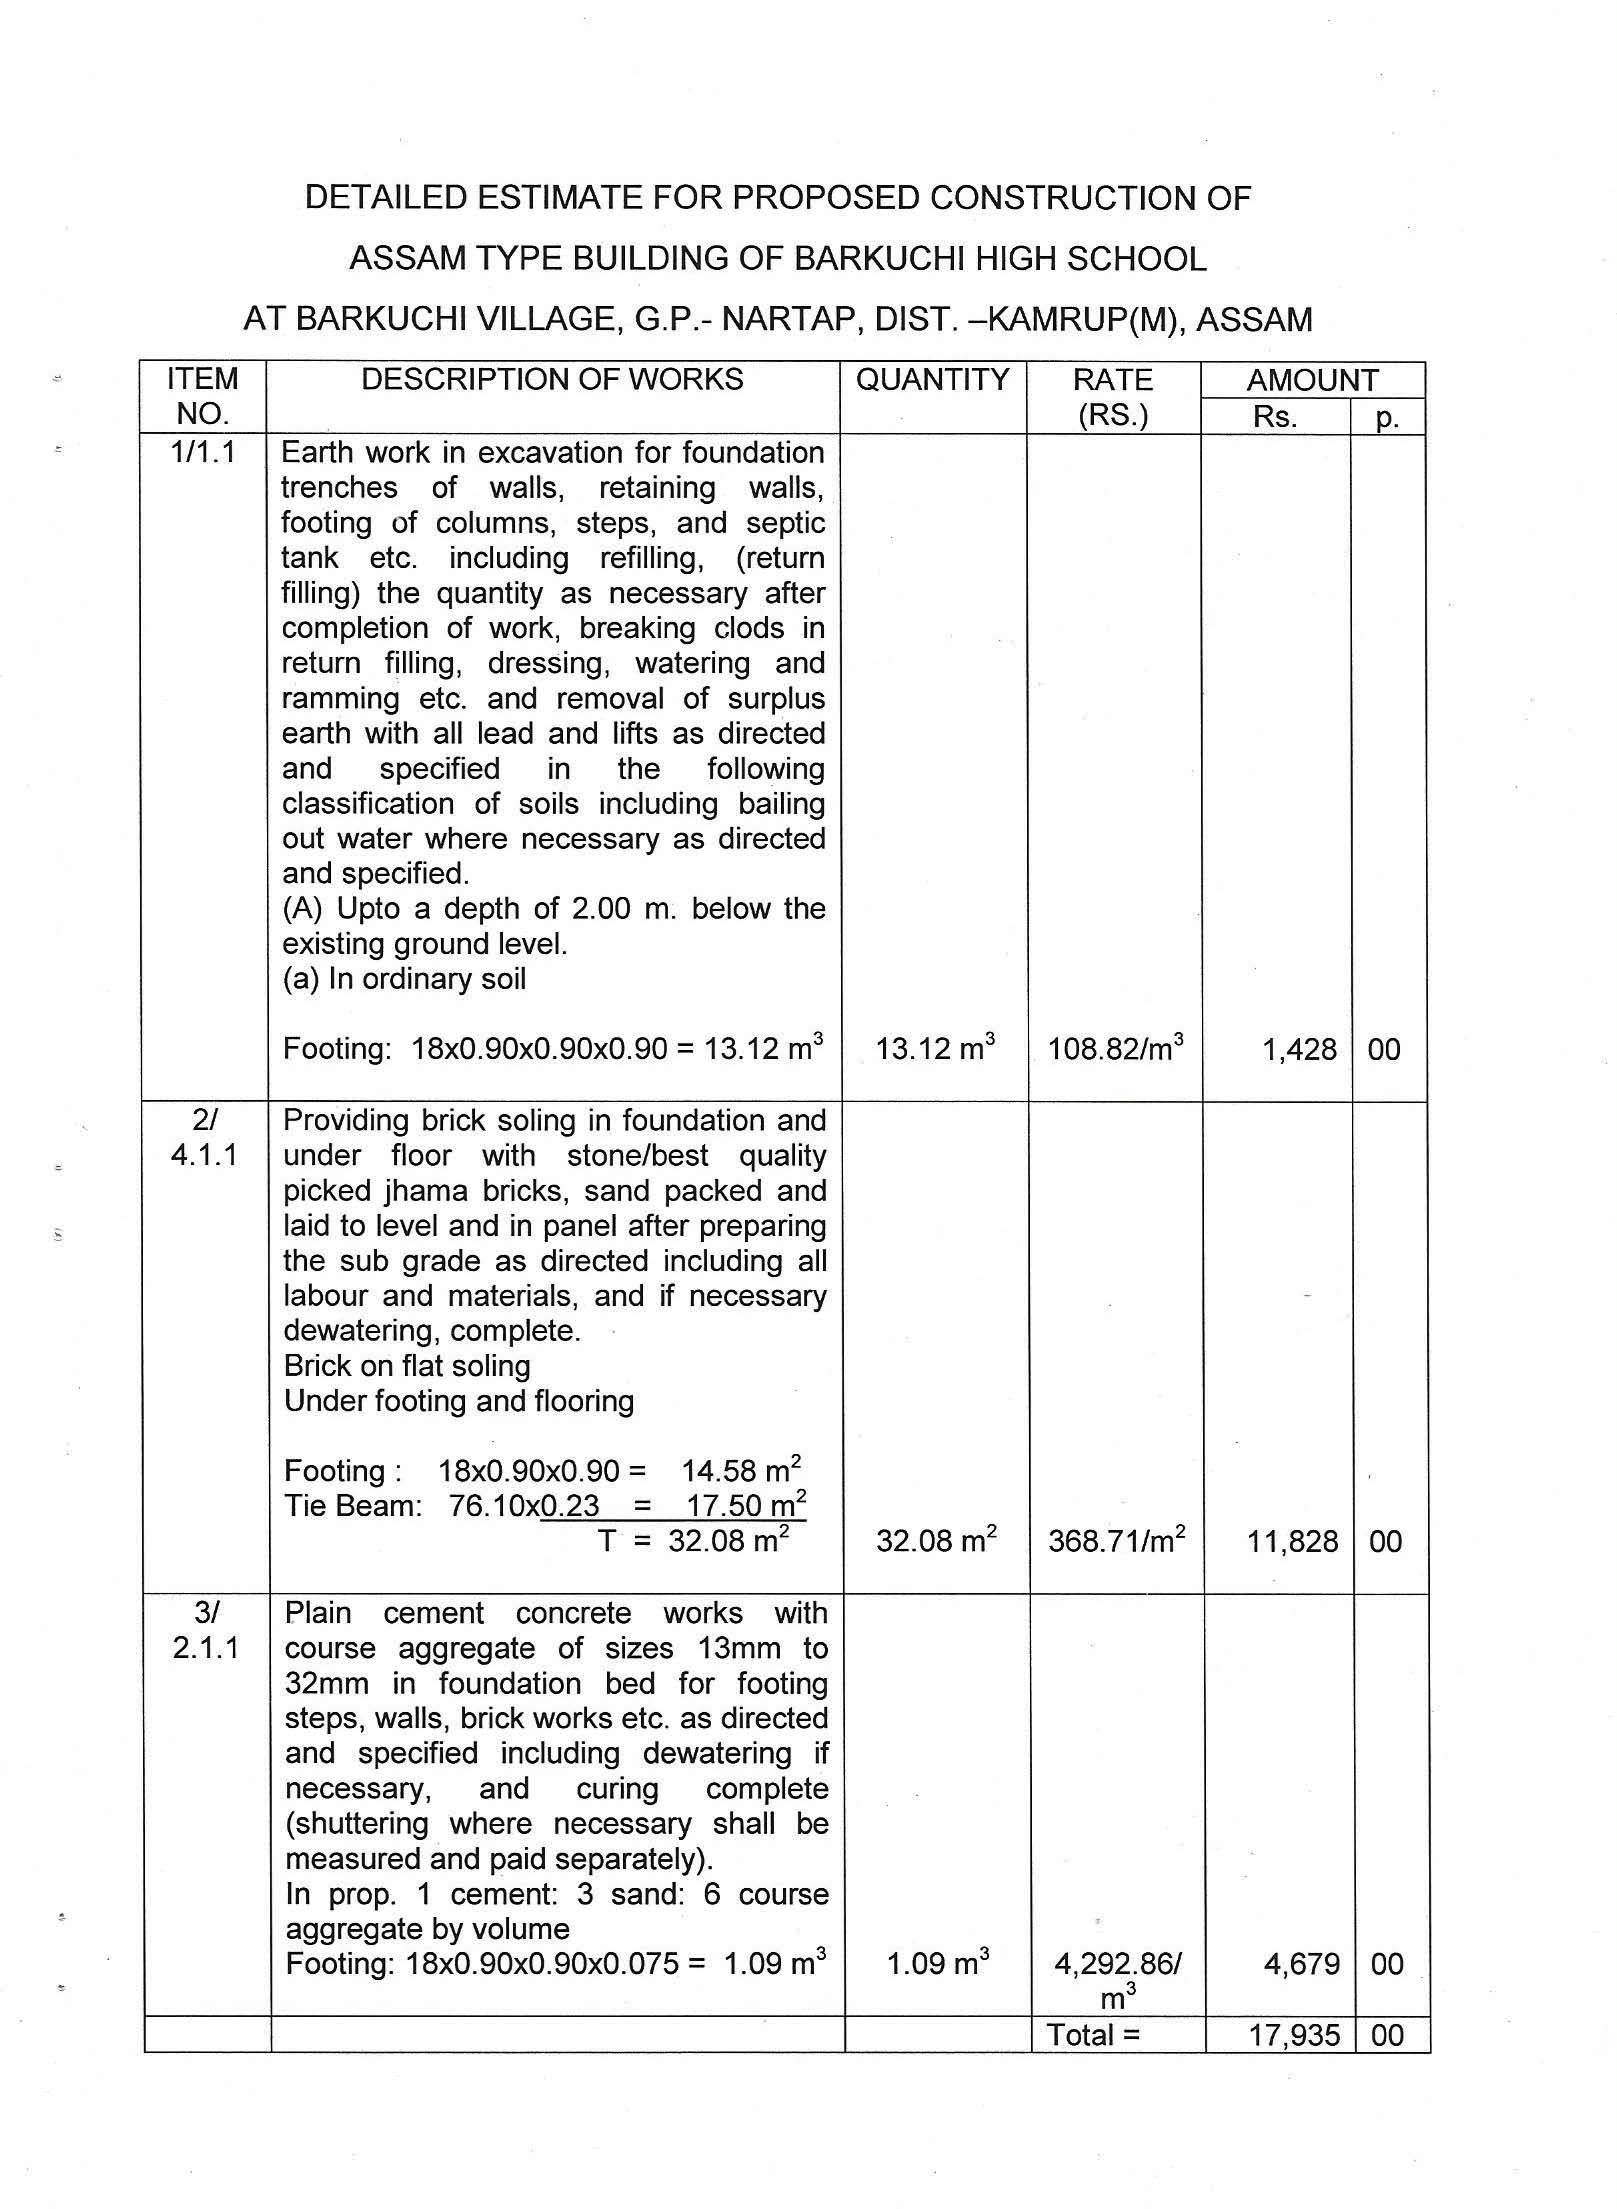 DETAILED ESTIMATE FOR PROPOSED CONSTRUCTION OF
ASSAM TYPE BUILDING OF BARKUCHI HIGH SCHOOL
AT BARKUCHI VILLAGE, G.P.- NARTAP, DIST. –KAMRUP(M), ASSAM
ITEM NO. DESCRIPTION OF WORKS QUANTITY RATE (RS.) AMOUNT
Rs. p.
1/1.1 Earth work in excavation for foundation
trenches of walls, retaining walls,
footing of columns, steps, and septic
tank etc. including refilling, (return
filling) the quantity as necessary after
completion of work, breaking clods in
return filling, dressing, watering and
ramming etc. and removal of surplus
earth with all lead and lifts as directed
and specified in the following
classification of soils including bailing
out water where necessary as directed
and specified.
(A) Upto a depth of 2.00 m. below the
existing ground level.
(a) In ordinary soil
Footing: 18x0.90x0.90x0.90 = 13.12 m³ 13.12 m³ 108.82/m³ 1,428 00
2/ Providing brick soling in foundation and
4.1.1 under floor with stone/best quality
picked jhama bricks, sand packed and
laid to level and in panel after preparing
the sub grade as directed including all
labour and materials, and if necessary
dewatering, complete.
Brick on flat soling
Under footing and flooring
Footing : 18x0.90x0.90 = 14.58 m²
Tie Beam: 76.10x0.23 = 17.50 m²
T = 32.08 m² 32.08 m² 368.71/m² 11,828 00
3/ Plain cement concrete works with
2.1.1 course aggregate of sizes 13mm to
32mm in foundation bed for footing
steps, walls, brick works etc. as directed
and specified including dewatering if
necessary, and curing complete
(shuttering where necessary shall be
measured and paid separately).
In prop. 1 cement: 3 sand: 6 course
aggregate by volume
Footing: 18x0.90x0.90x0.075 = 1.09 m³ 1.09 m³ 4,292.86/ 4,679 00
m³
Total = 17,935 00